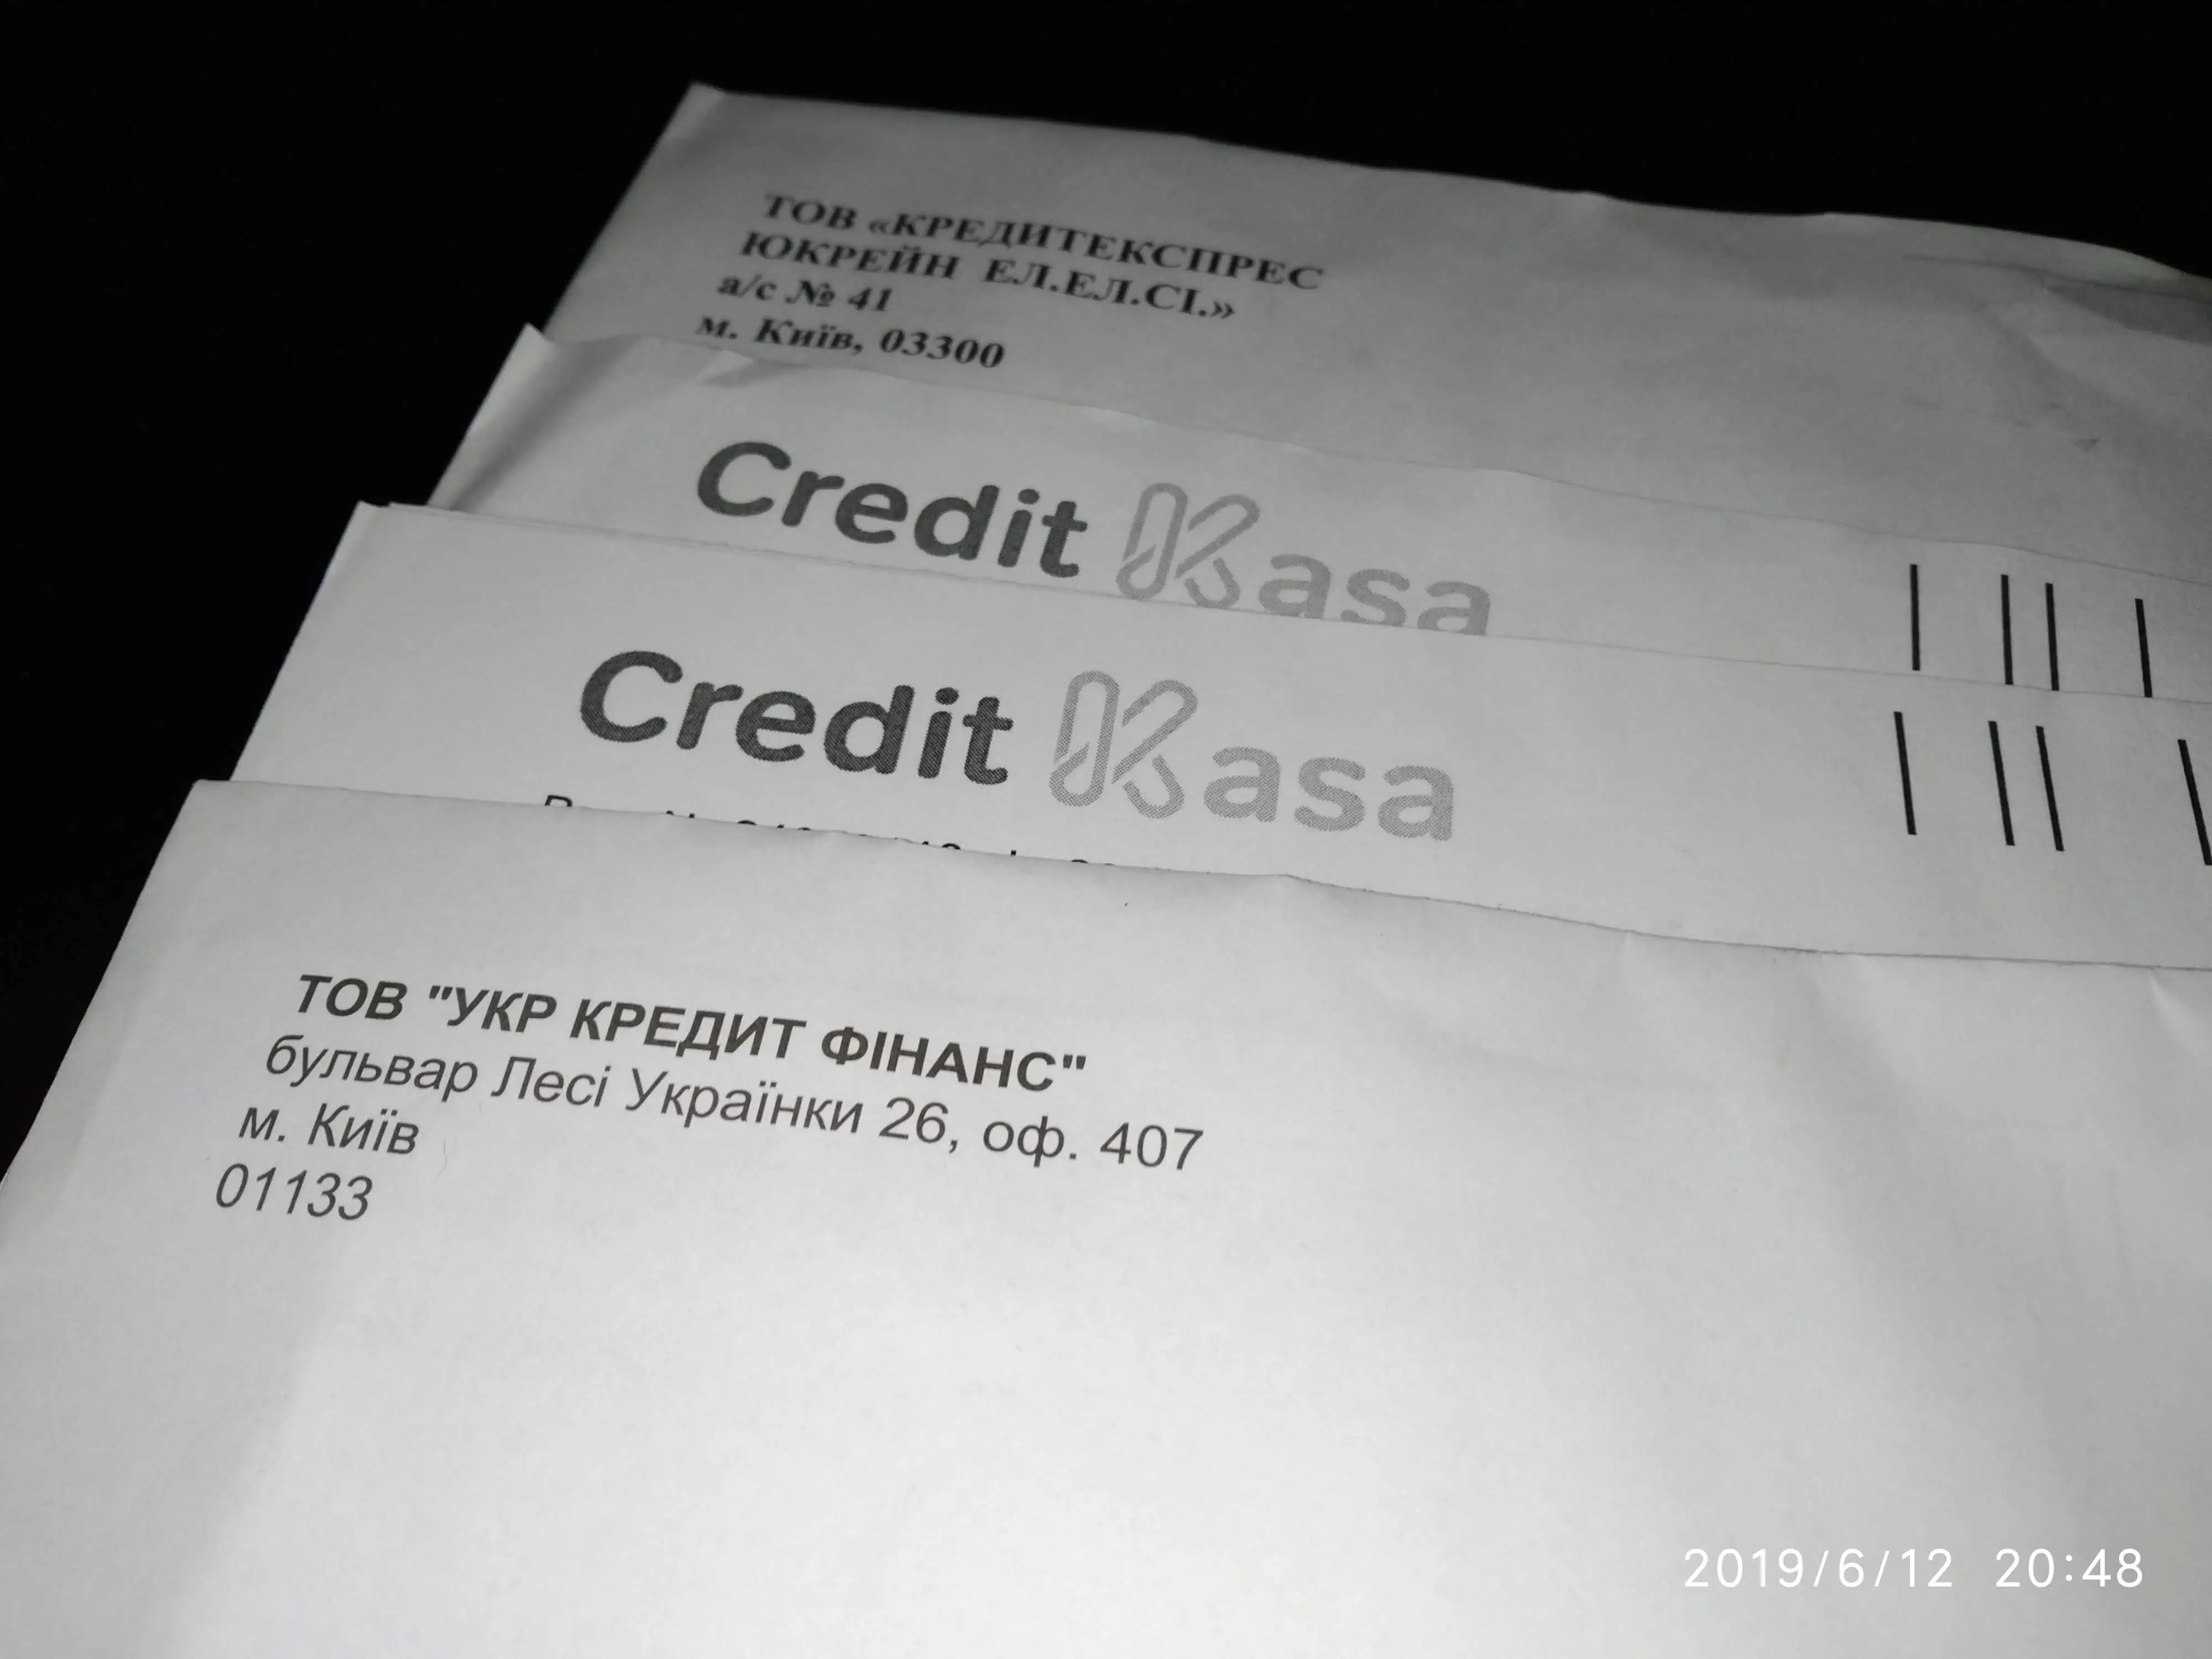 ТОВ «КРЕДИТЕКСПРЕС
ЮКРЕЙН ЕЛ.ЕЛ.СІ.»
а/с № 41
м. Київ, 03300
Credit Kasa
Credit Kasa
ТОВ "УКР КРЕДИТ ФІНАНС"
бульвар Лесі Українки 26, оф. 407
м. Київ
01133
2019/6/12 20:48